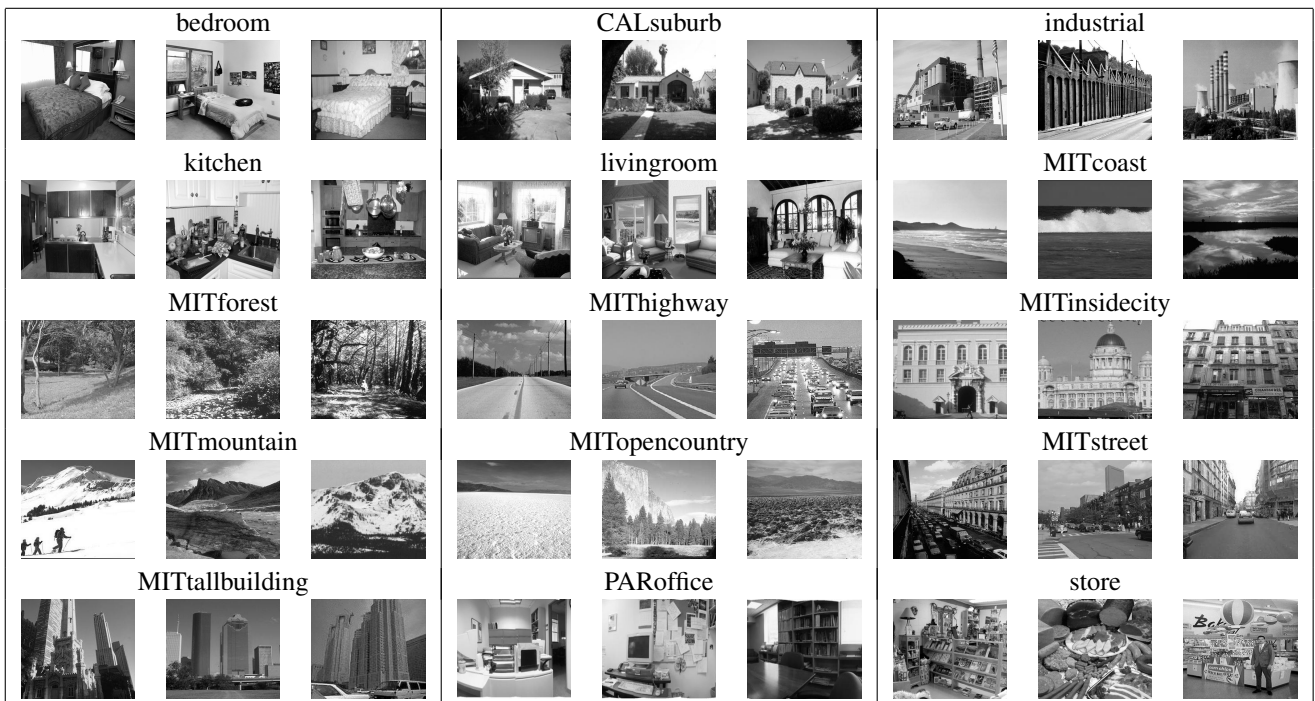 bedroom
CALsuburb
industrial
kitchen
livingroom
MITcoast
MITforest
MIThighway
MITinsidecity
MITmountain
MITopencountry
MITstreet
MITtallbuilding
PARoffice
store